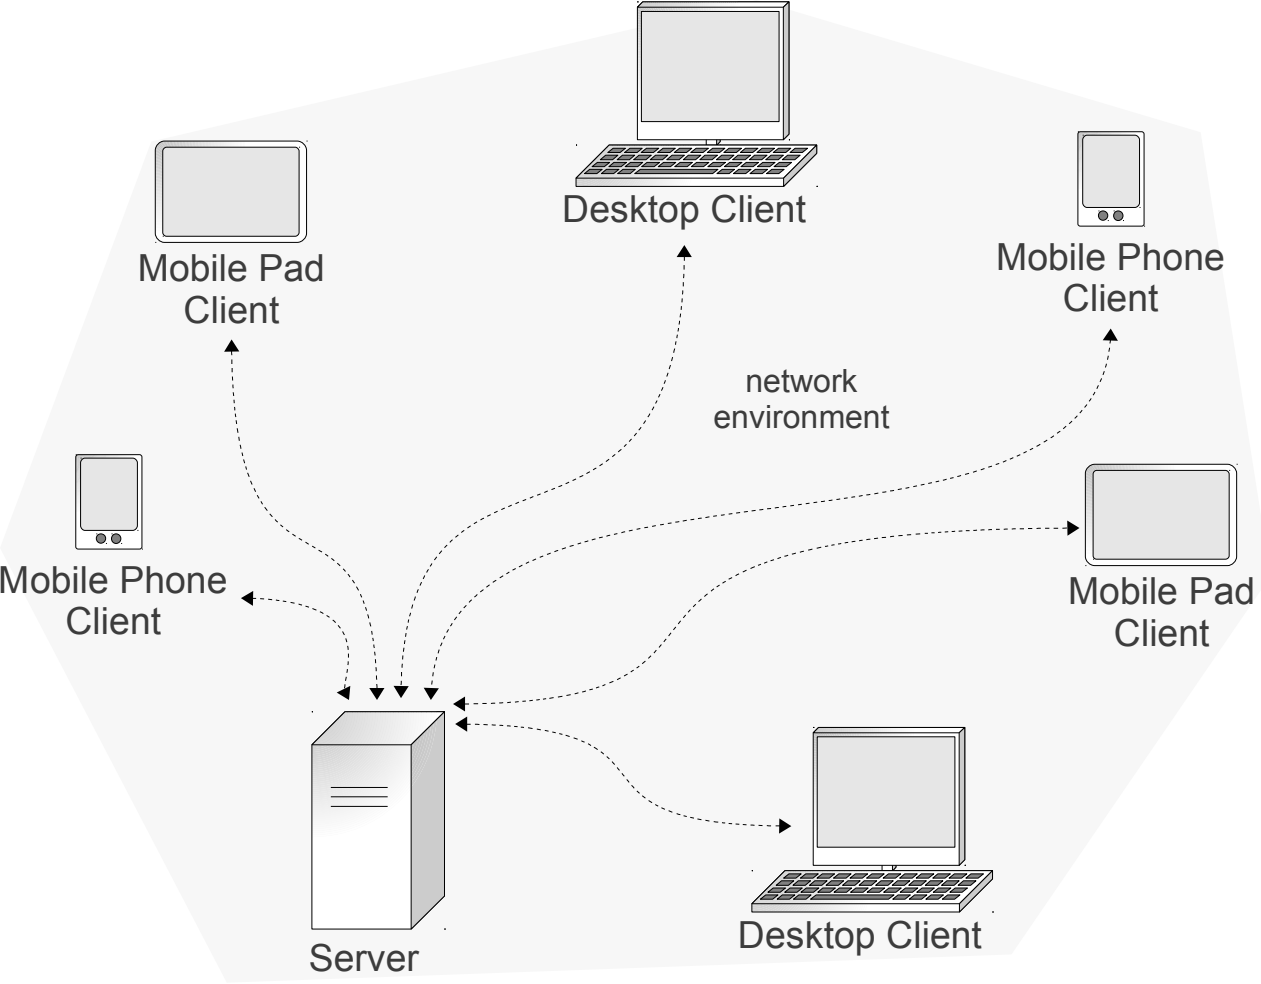 Desktop Client
Mobile Pad
Client
Mobile Phone
Client
network
environment
Mobile Phone
Client
Mobile Pad
Client
Desktop Client
Server